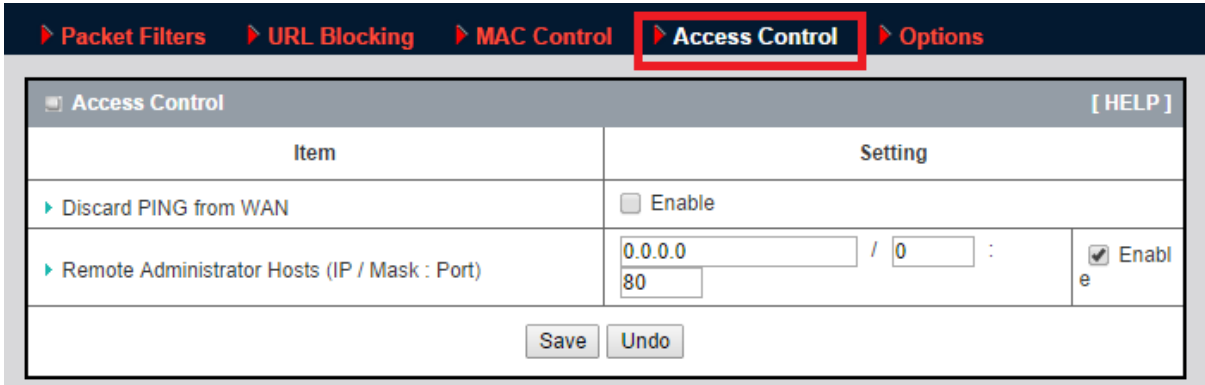 Packet Filters URL Blocking MAC Control Access Control Options
Access Control [ HELP ]
Item Setting
Discard PING from WAN Enable
Remote Administrator Hosts (IP / Mask : Port) 0.0.0.0 / 0 : Enabl
80 e
Save Undo